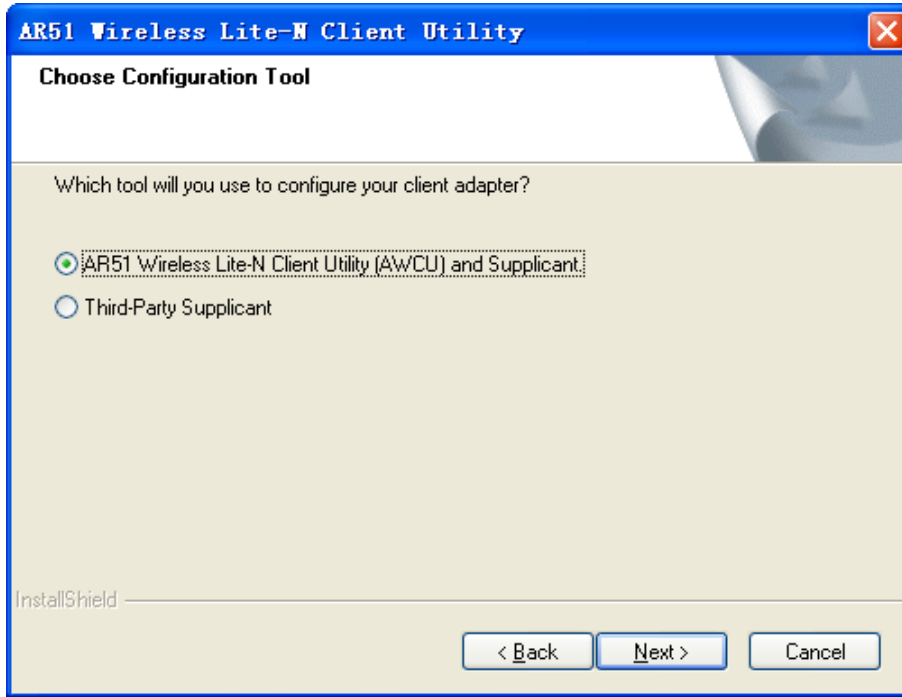 AR51 Wireless Lite-N Client Utility
Choose Configuration Tool
Which tool will you use to configure your client adapter?
AR51 Wireless Lite-N Client Utility (AWCU) and Supplicant.
Third-Party Supplicant
InstallShield
< Back
Next >
Cancel